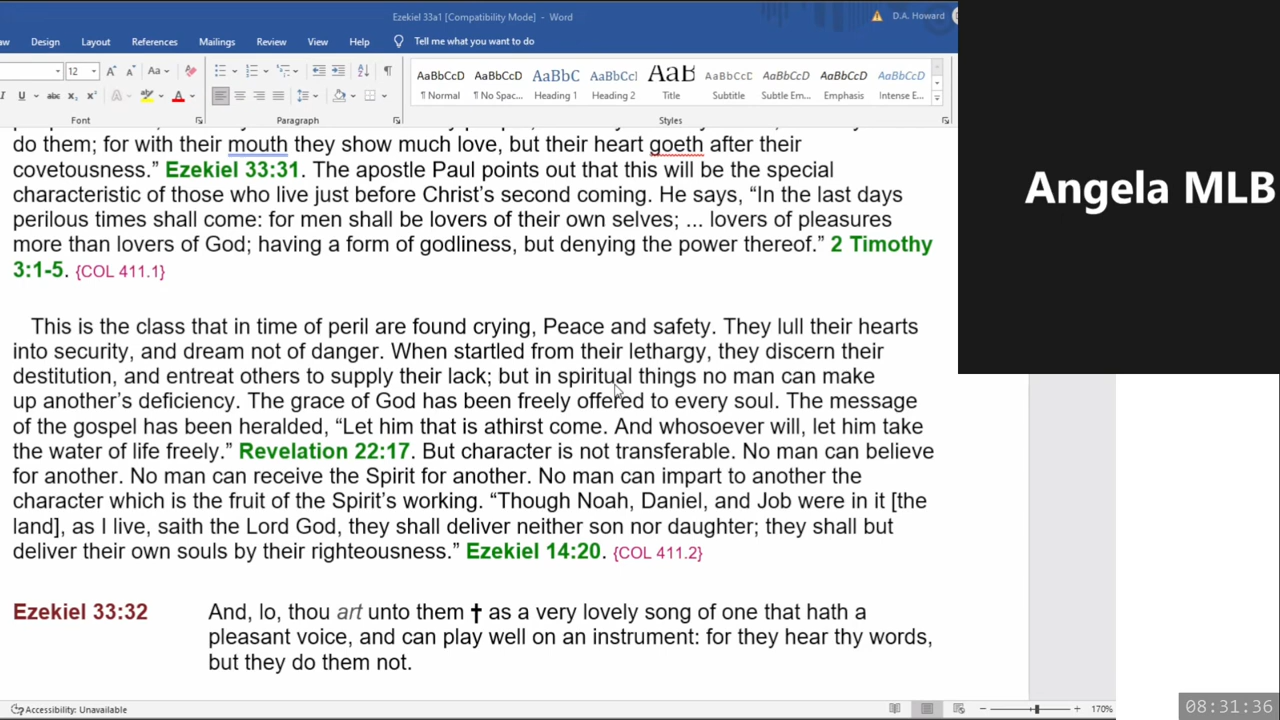 Ezekiel 33a1 [Compatibility Mode] - Word
D.A. Howard
Design Layout References Mailings Review View Help Tell me what you want to do
12 Aa
AaBbCcD AaBbCcD AaBbC AaBbCcI AaB AaBbCcD AaBbCcD AaBbCcD AaBbCcD
¶ Normal ¶ No Spac... Heading 1 Heading 2 Title Subtitle Subtle Em... Emphasis Intense E...
Font Paragraph Styles
do them; for with their mouth they show much love, but their heart goeth after their
covetousness.” Ezekiel 33:31. The apostle Paul points out that this will be the special
characteristic of those who live just before Christ’s second coming. He says, “In the last days
perilous times shall come: for men shall be lovers of their own selves; ... lovers of pleasures
more than lovers of God; having a form of godliness, but denying the power thereof.” 2 Timothy
3:1-5. {COL 411.1}
This is the class that in time of peril are found crying, Peace and safety. They lull their hearts
into security, and dream not of danger. When startled from their lethargy, they discern their
destitution, and entreat others to supply their lack; but in spiritual things no man can make
up another’s deficiency. The grace of God has been freely offered to every soul. The message
of the gospel has been heralded, “Let him that is athirst come. And whosoever will, let him take
the water of life freely.” Revelation 22:17. But character is not transferable. No man can believe
for another. No man can receive the Spirit for another. No man can impart to another the
character which is the fruit of the Spirit’s working. “Though Noah, Daniel, and Job were in it [the
land], as I live, saith the Lord God, they shall deliver neither son nor daughter; they shall but
deliver their own souls by their righteousness.” Ezekiel 14:20. {COL 411.2}
Ezekiel 33:32 And, lo, thou art unto them ✝ as a very lovely song of one that hath a
pleasant voice, and can play well on an instrument: for they hear thy words,
but they do them not.
Accessibility: Unavailable
170%
Angela MLB
08:31:36